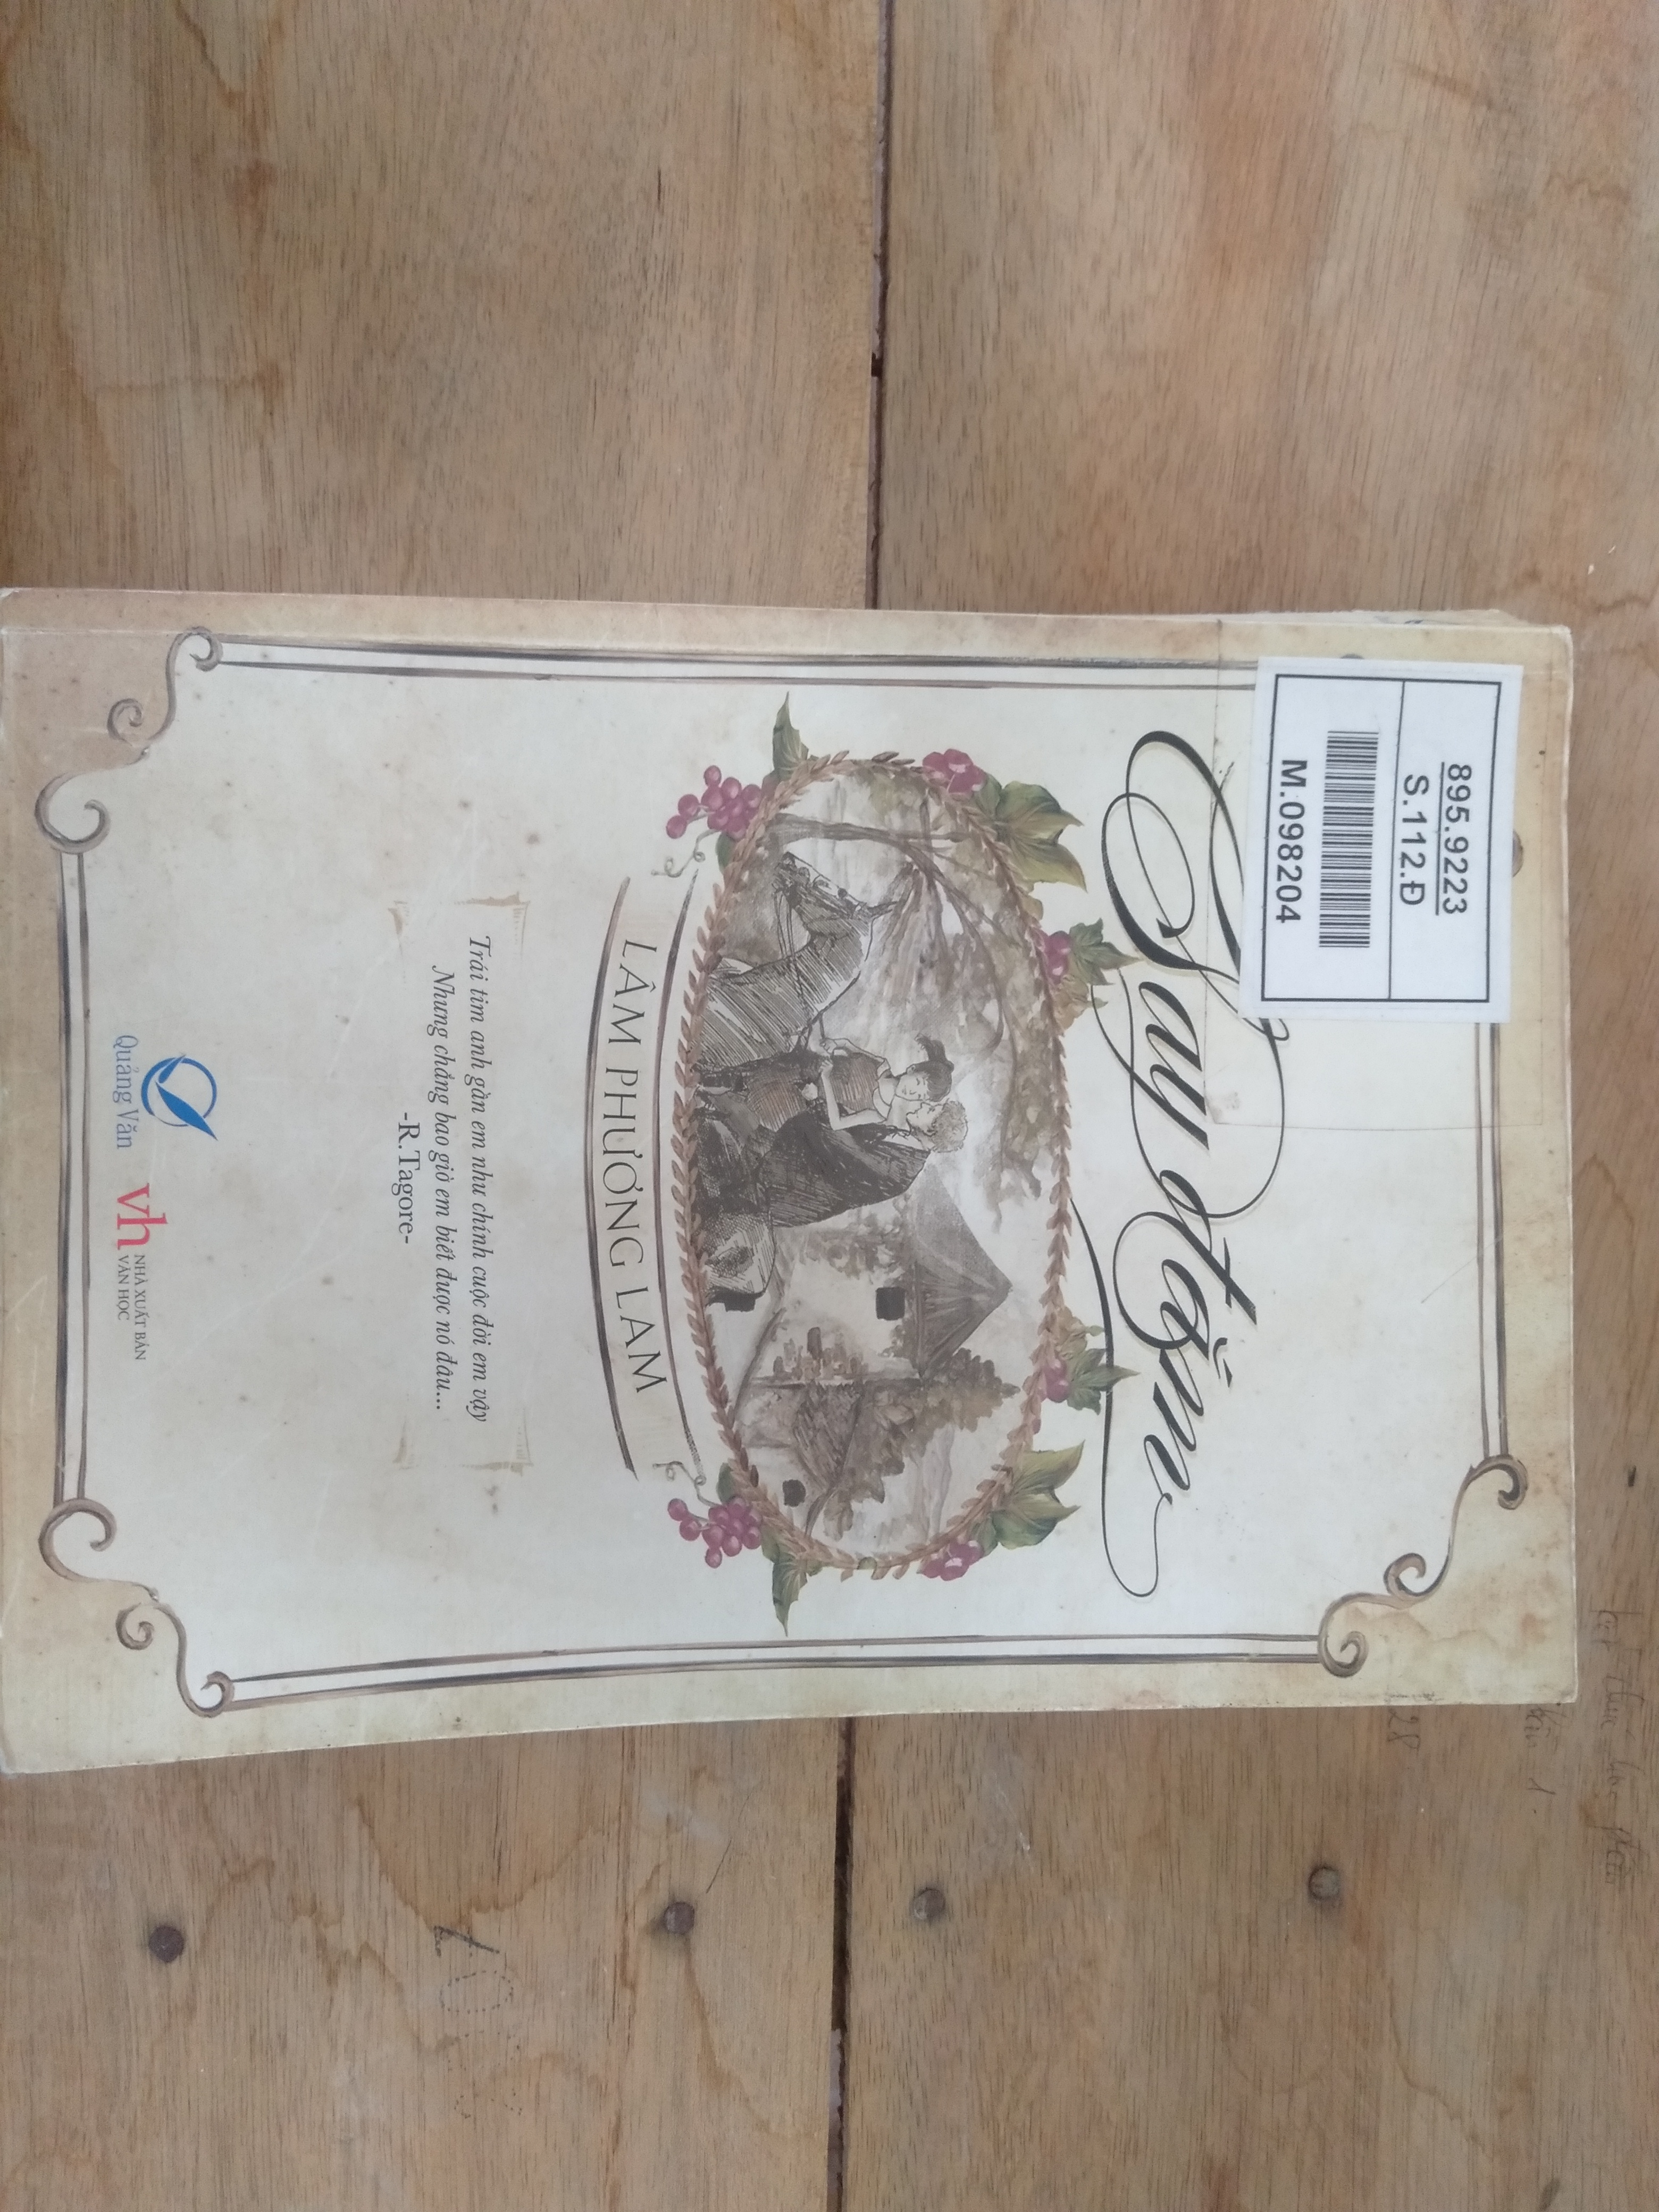 895.9223
S.112.Đ
M.098204
Say đắm
LÂM PHƯƠNG LAM
Trái tim anh gần em như chính cuộc đời em vậy
Nhưng chẳng bao giờ em biết được nó đâu...
-R.Tagore-
Quảng Văn
vh NHÀ XUẤT BẢN
VĂN HỌC
28